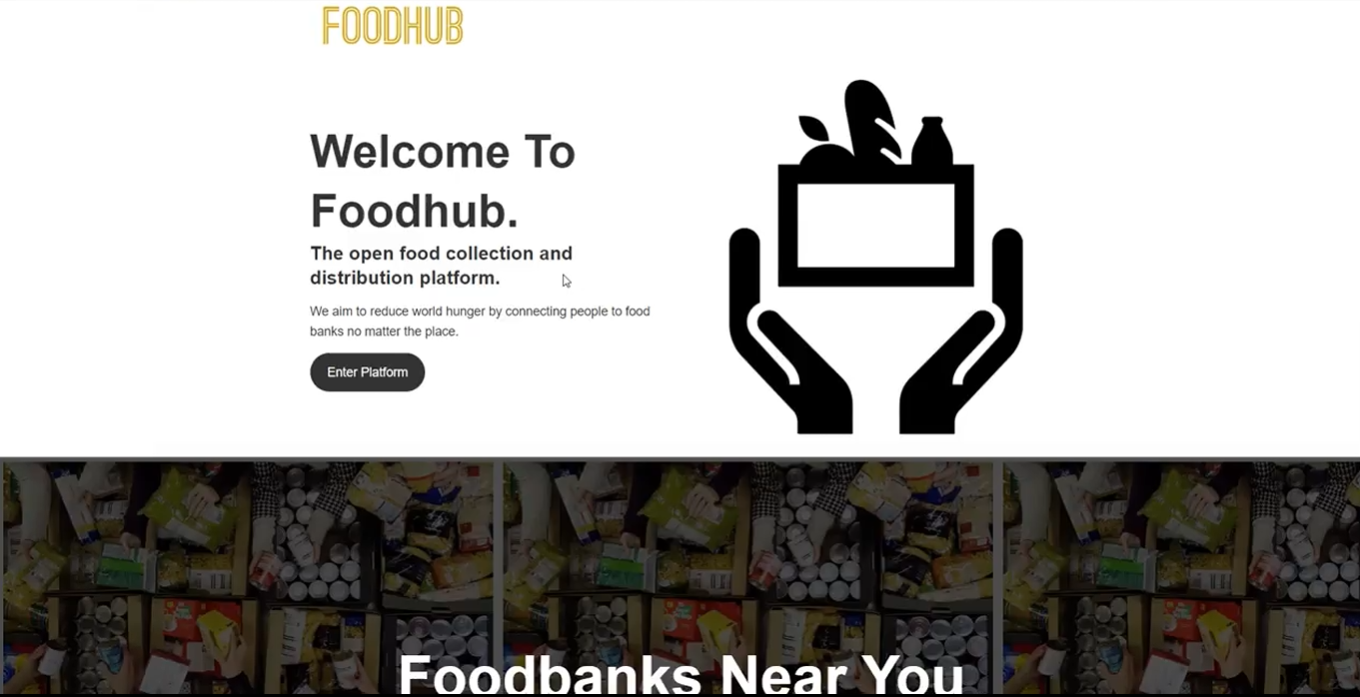 FOODHUB
Welcome To
Foodhub.
The open food collection and
distribution platform.
We aim to reduce world hunger by connecting people to food
banks no matter the place.
Enter Platform
Foodbanks Near You